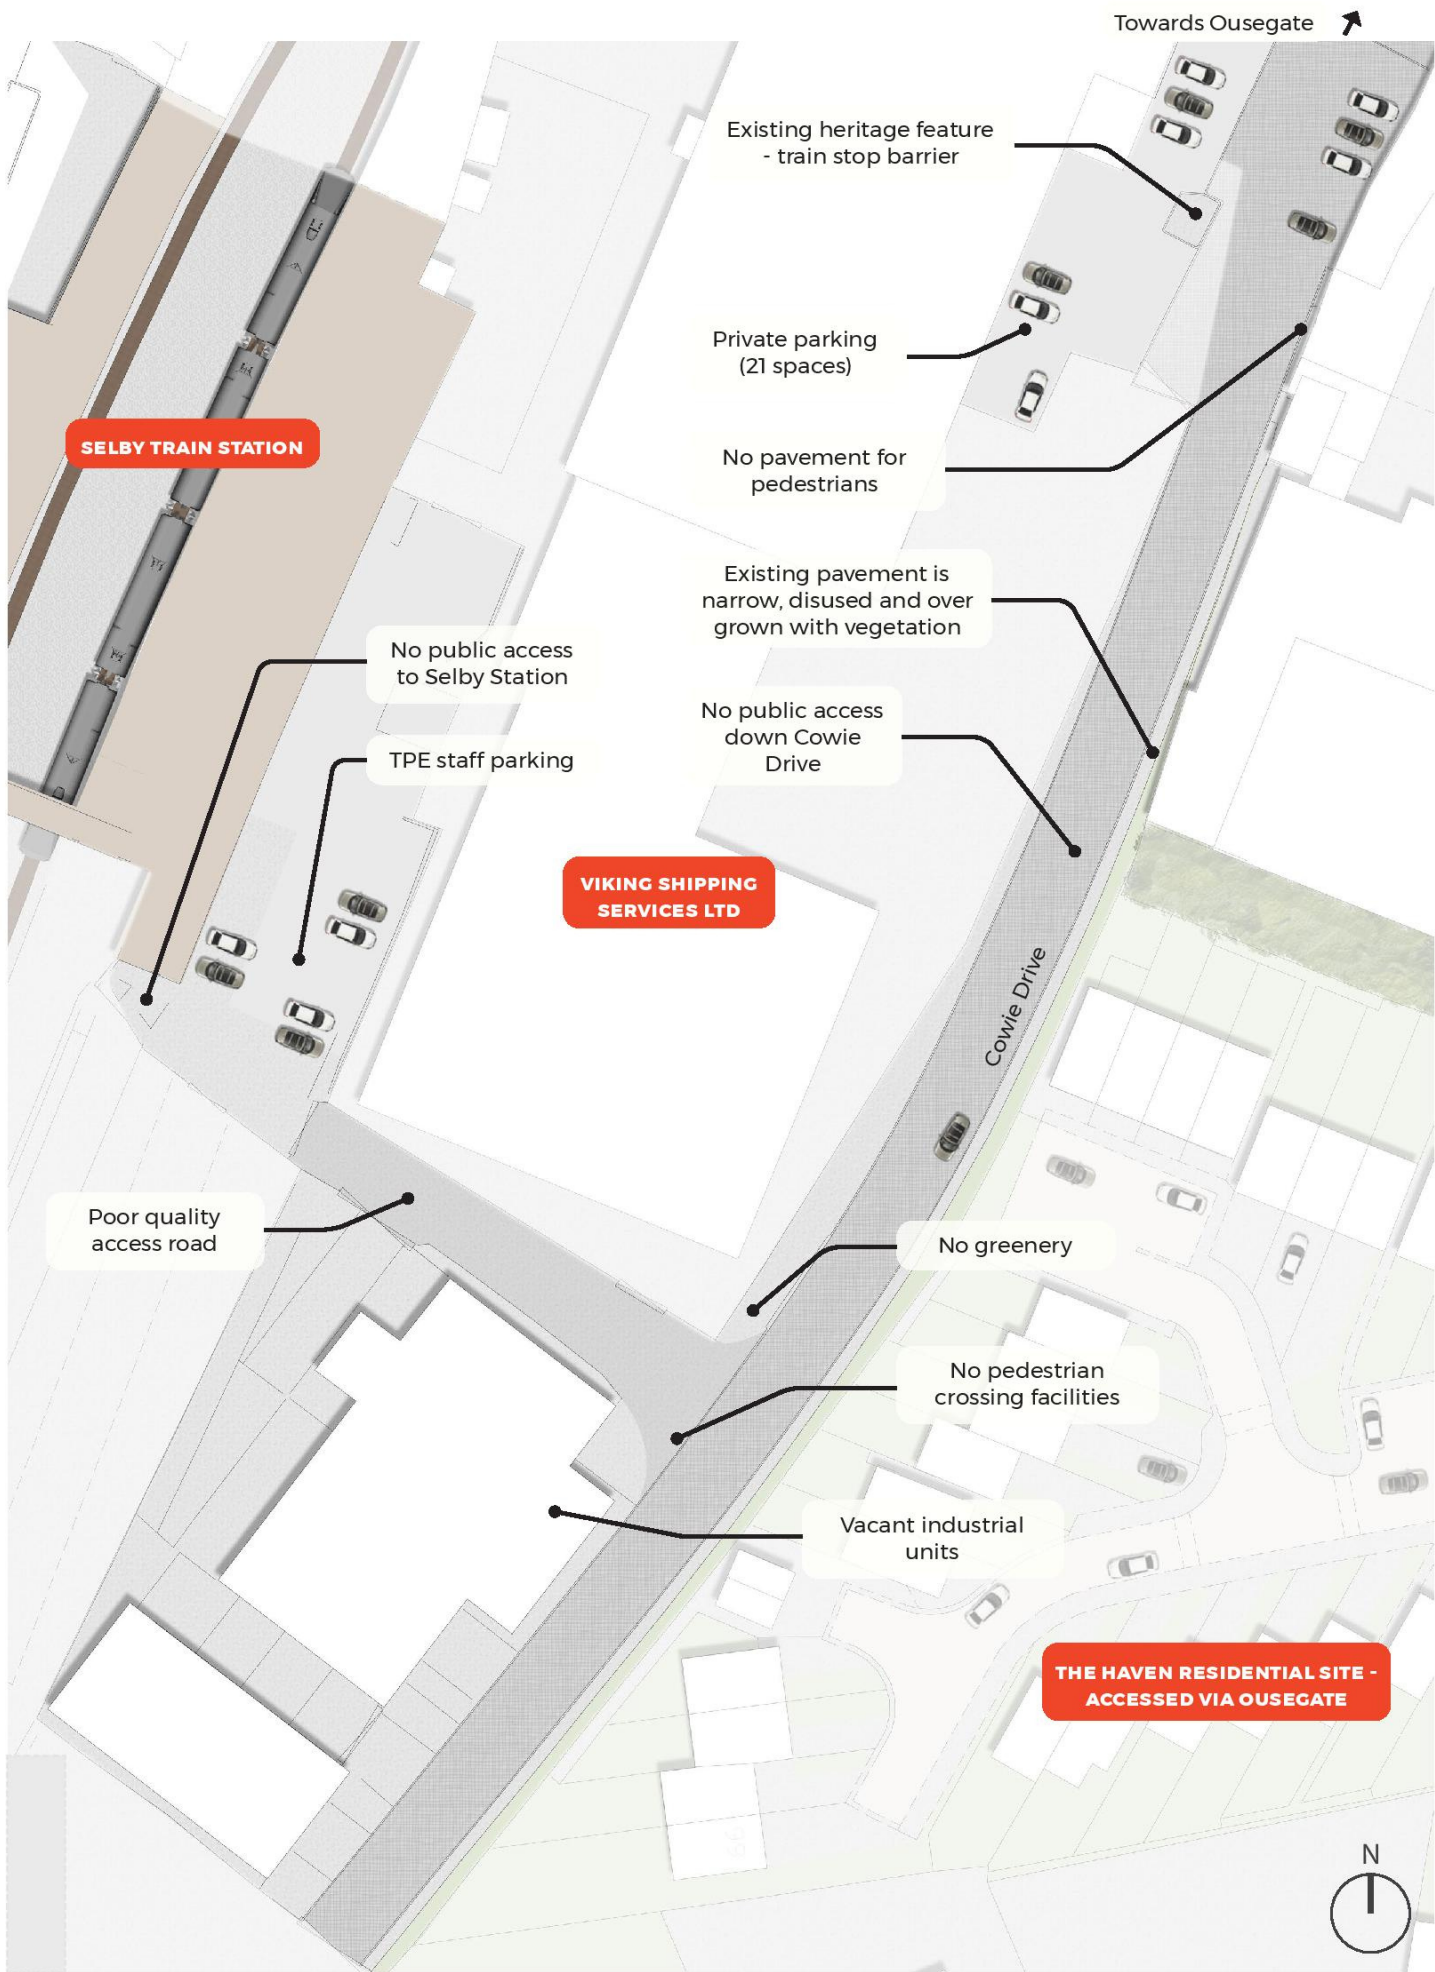 Towards Ousegate
Existing heritage feature
- train stop barrier
Private parking
(21 spaces)
SELBY TRAIN STATION
No pavement for
pedestrians
Existing pavement is
narrow, disused and over
grown with vegetation
No public access
to Selby Station
No public access
down Cowie
Drive
TPE staff parking
VIKING SHIPPING
SERVICES LTD
Cowie Drive
Poor quality
access road
No greenery
No pedestrian
crossing facilities
Vacant industrial
units
THE HAVEN RESIDENTIAL SITE -
ACCESSED VIA OUSEGATE
N